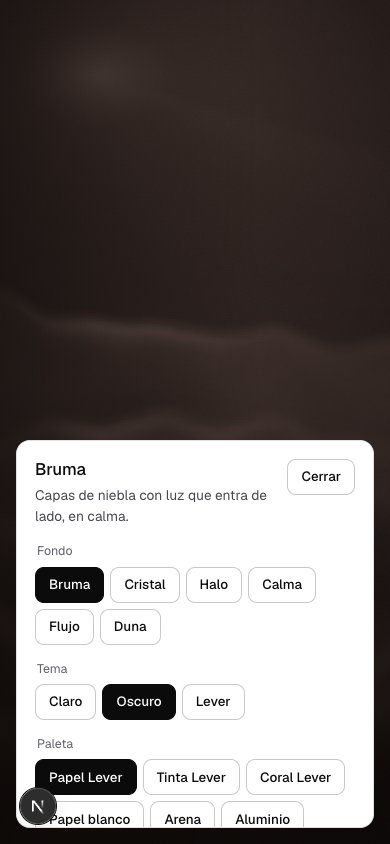 Bruma
Cerrar
Capas de niebla con luz que entra de
lado, en calma.
Fondo
Bruma Cristal Halo Calma
Flujo Duna
Tema
Claro Oscuro Lever
Paleta
Papel Lever Tinta Lever Coral Lever
Papel blanco Arena Aluminio
N